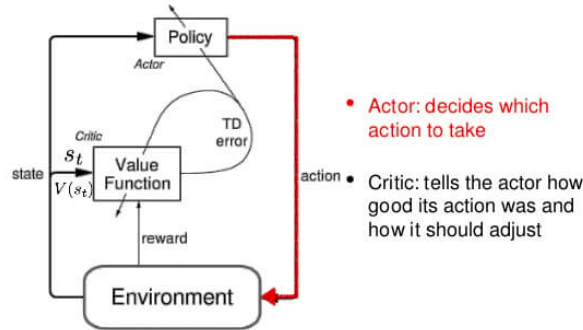 Policy
Actor
TD
error
Critic
s_t
Value
Function
state
V(s_t)
action
reward
Environment
• Actor: decides which
action to take
• Critic: tells the actor how
good its action was and
how it should adjust